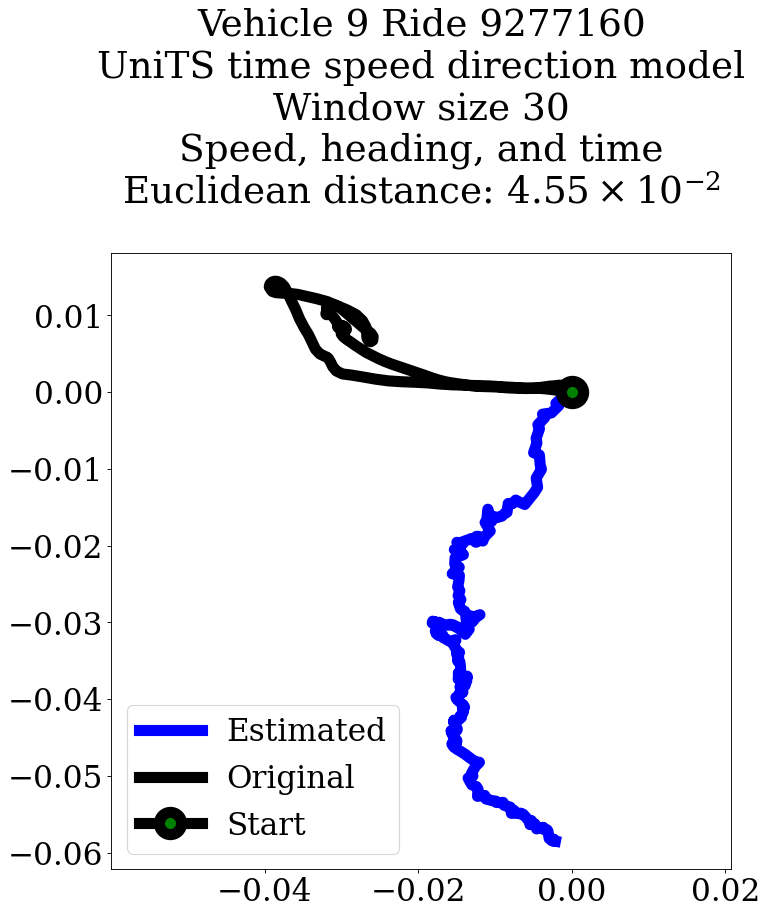 Vehicle 9 Ride 9277160
UniTS time speed direction model
Window size 30
Speed, heading, and time
Euclidean distance: 4.55 × 10⁻²
0.01
0.00
−0.01
−0.02
−0.03
−0.04
−0.05
−0.06
Estimated
Original
Start
−0.04 −0.02 0.00 0.02